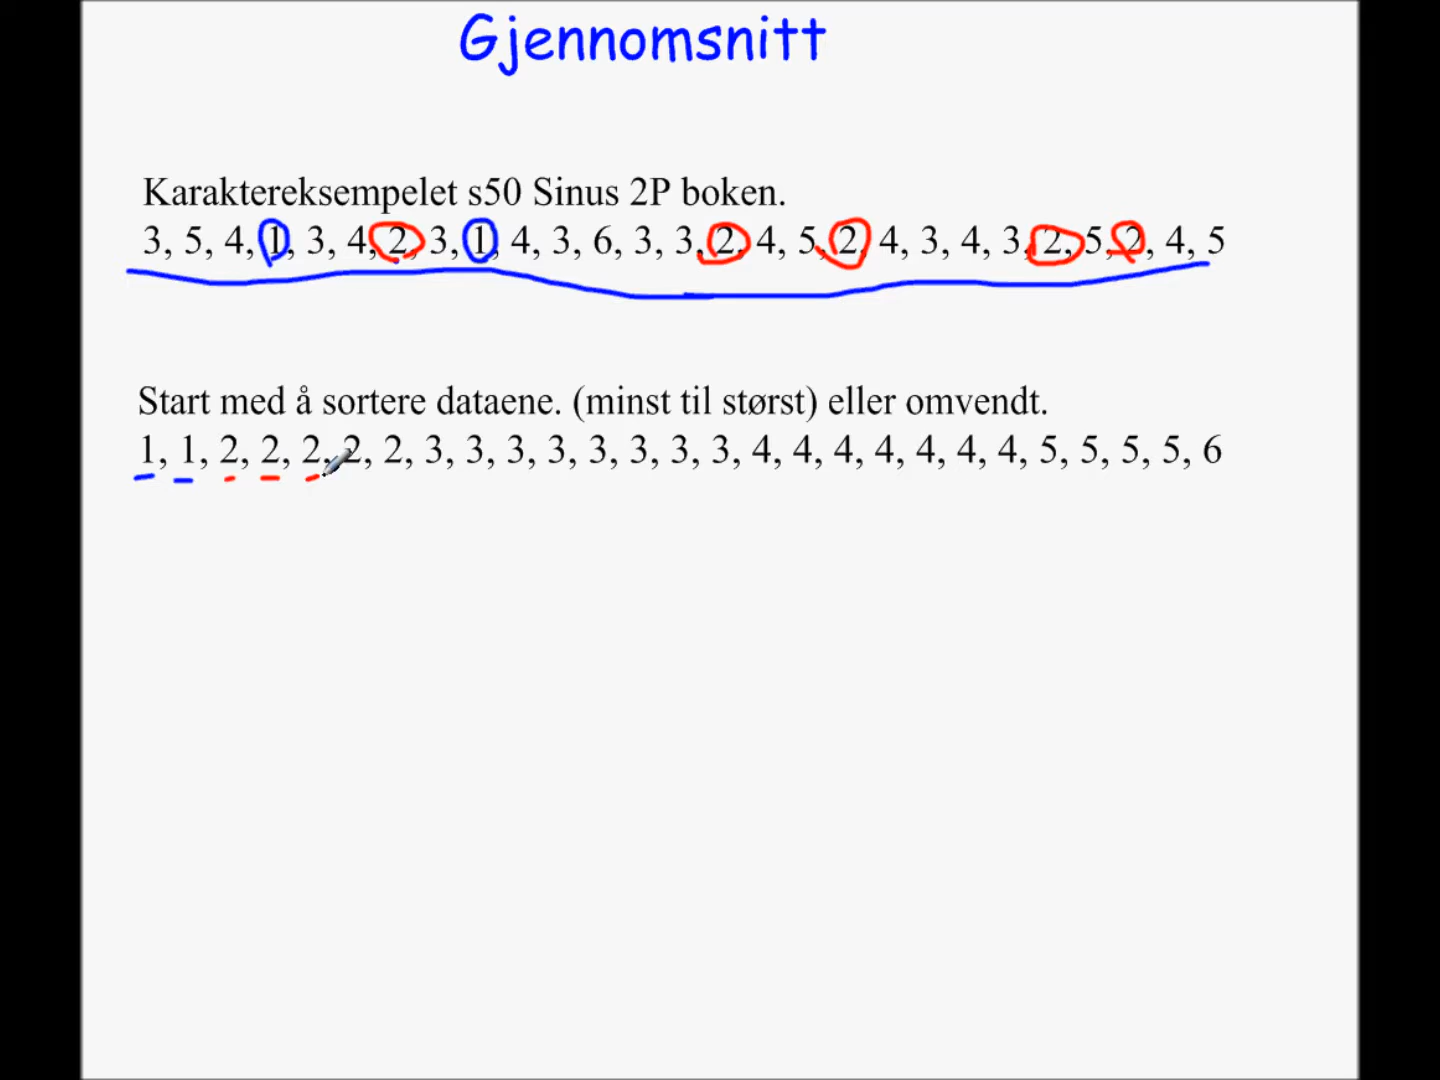 Gjennomsnitt
Karaktereksempelet s50 Sinus 2P boken.
3, 5, 4, 1, 3, 4, 2, 3, 1, 4, 3, 6, 3, 3, 2, 4, 5, 2, 4, 3, 4, 3, 2, 5, 2, 4, 5
Start med å sortere dataene. (minst til størst) eller omvendt.
1, 1, 2, 2, 2, 2, 2, 3, 3, 3, 3, 3, 3, 3, 3, 4, 4, 4, 4, 4, 4, 4, 5, 5, 5, 5, 6